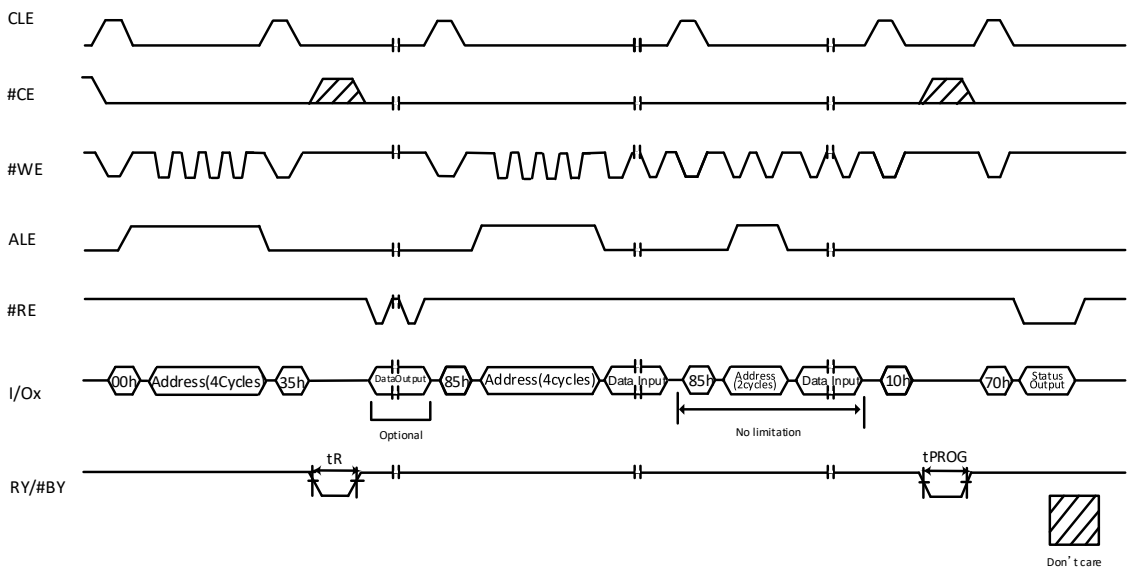 CLE
#CE
#WE
ALE
#RE
I/Ox
00h
Address(4Cycles)
35h
DataOutput
85h
Address(4cycles)
Data Input
85h
Address
(2cycles)
Data Input
10h
70h
Status
Output
Optional
No limitation
tR
tPROG
RY/#BY
Don't care